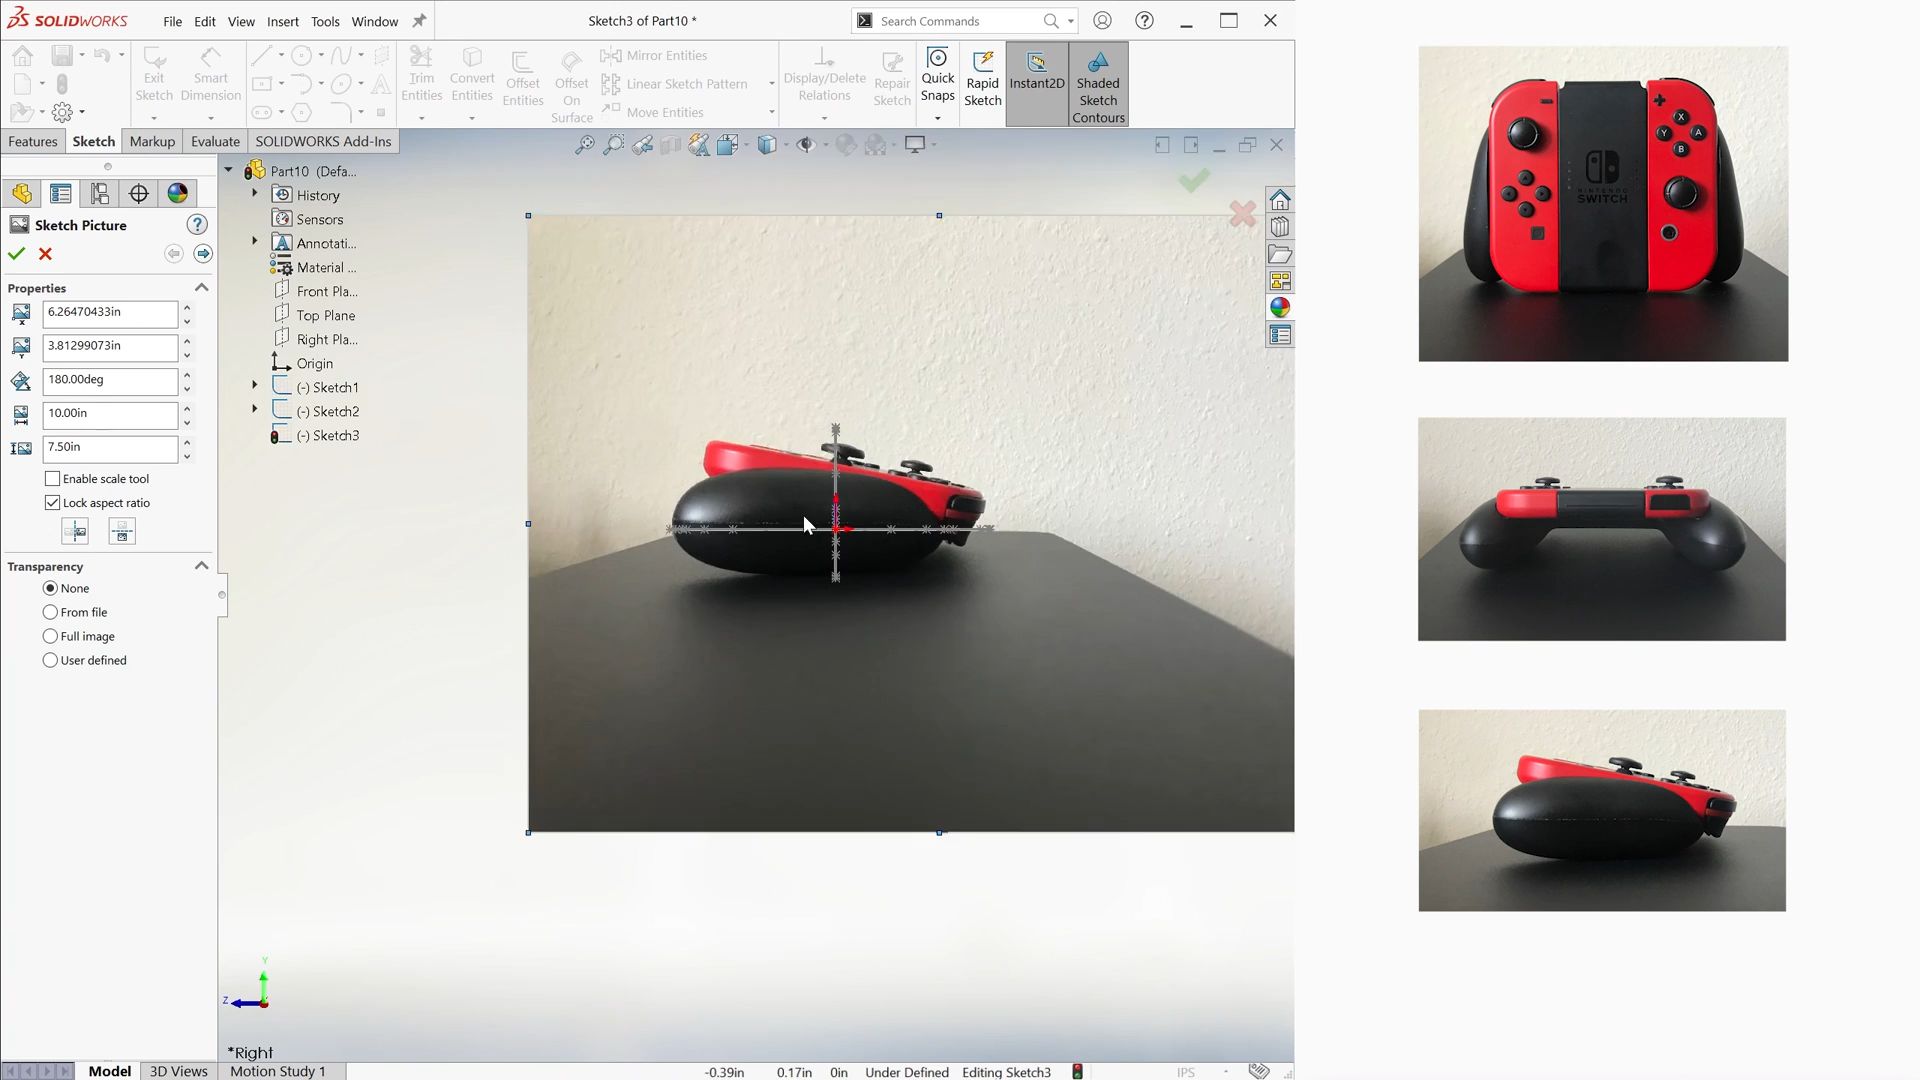 SOLIDWORKS
File
Edit
View
Insert
Tools
Window
Sketch3 of Part10 *
Search Commands
Exit
Sketch
Smart
Dimension
Trim
Entities
Convert
Entities
Offset
Entities
Offset
On
Surface
Mirror Entities
Linear Sketch Pattern
Move Entities
Display/Delete
Relations
Repair
Sketch
Quick
Snaps
Rapid
Sketch
Instant2D
Shaded
Sketch
Contours
Features
Sketch
Markup
Evaluate
SOLIDWORKS Add-Ins
Sketch Picture
Properties
6.26470433in
3.81299073in
180.00deg
10.00in
7.50in
Enable scale tool
Lock aspect ratio
Transparency
None
From file
Full image
User defined
Part10 (Defa...
History
Sensors
Annotati...
Material ...
Front Pla...
Top Plane
Right Pla...
Origin
(-) Sketch1
(-) Sketch2
(-) Sketch3
Y
Z
*Right
Model
3D Views
Motion Study 1
-0.39in
0.17in
0in
Under Defined
Editing Sketch3
IPS
X
Y
A
B
NINTENDO
SWITCH